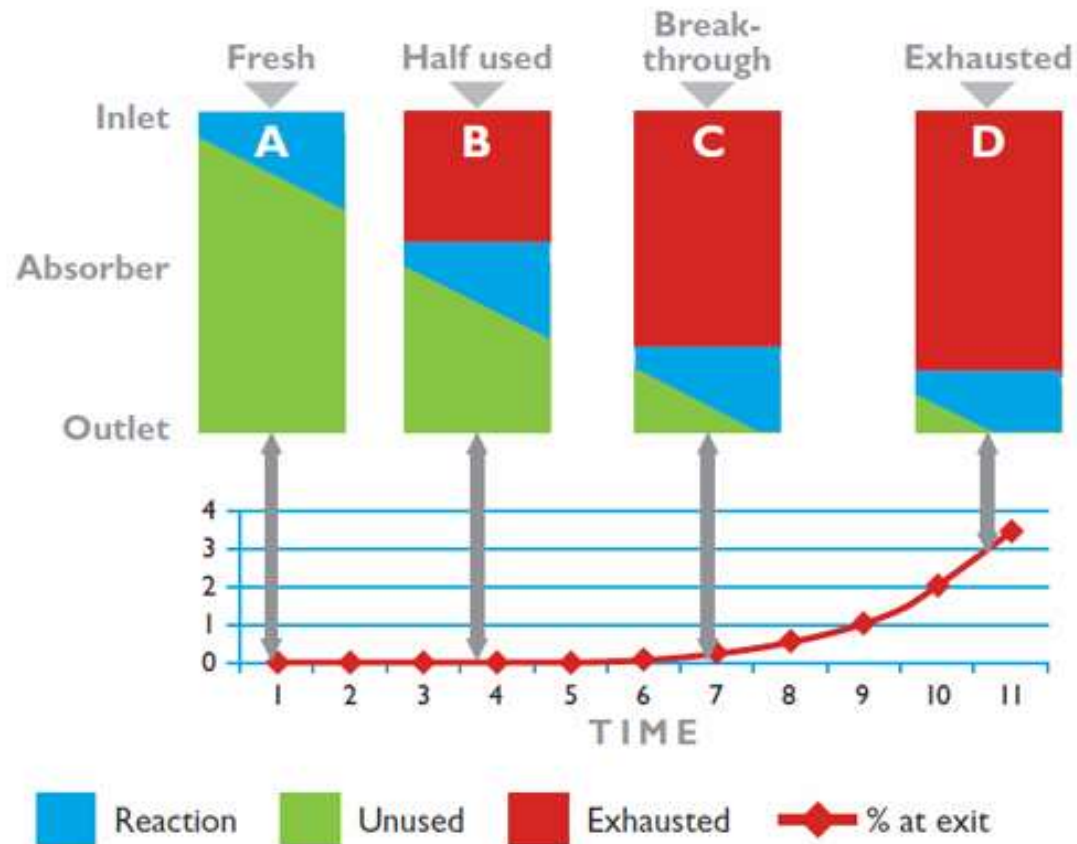 Fresh
Half used
Break-
through
Exhausted
Inlet
A
B
C
D
Absorber
Outlet
4
3
2
1
0
1 2 3 4 5 6 7 8 9 10 11
TIME
Reaction
Unused
Exhausted
% at exit